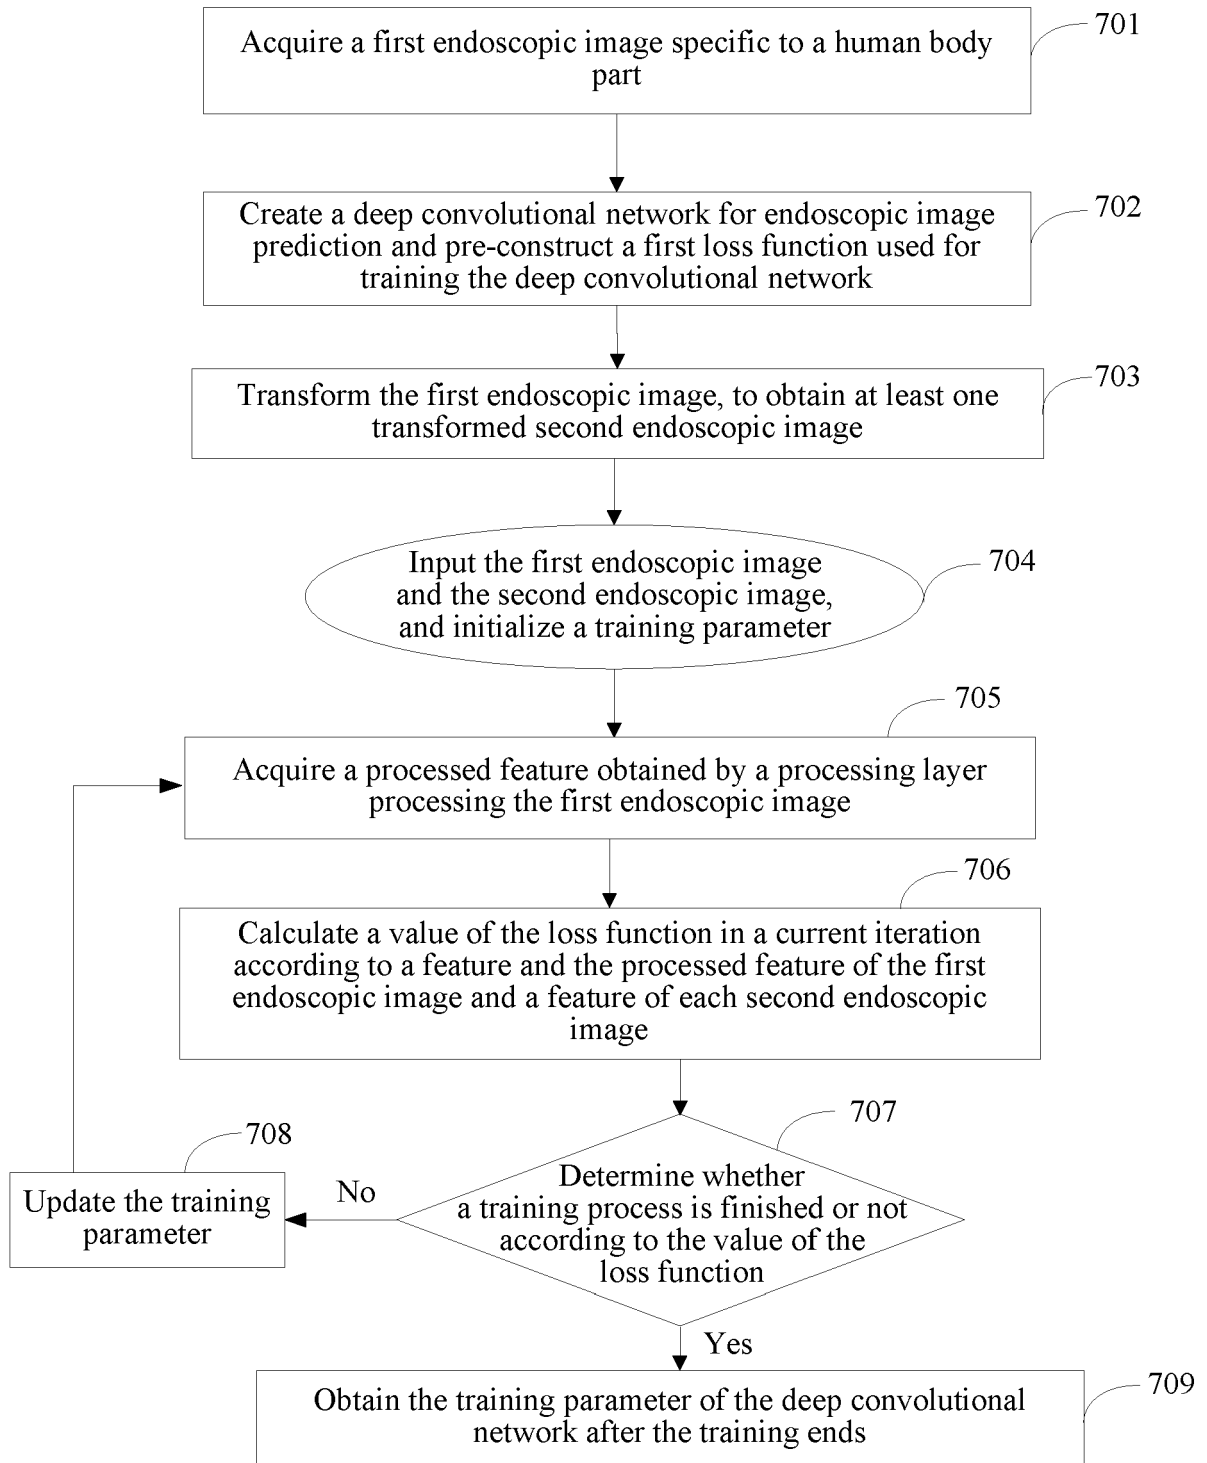 Acquire a first endoscopic image specific to a human body
part
701
Create a deep convolutional network for endoscopic image
prediction and pre-construct a first loss function used for
training the deep convolutional network
702
Transform the first endoscopic image, to obtain at least one
transformed second endoscopic image
703
Input the first endoscopic image
and the second endoscopic image,
and initialize a training parameter
704
705
Acquire a processed feature obtained by a processing layer
processing the first endoscopic image
706
Calculate a value of the loss function in a current iteration
according to a feature and the processed feature of the first
endoscopic image and a feature of each second endoscopic
image
707
Determine whether
a training process is finished or not
according to the value of the
loss function
No
708
Update the training
parameter
Yes
Obtain the training parameter of the deep convolutional
network after the training ends
709